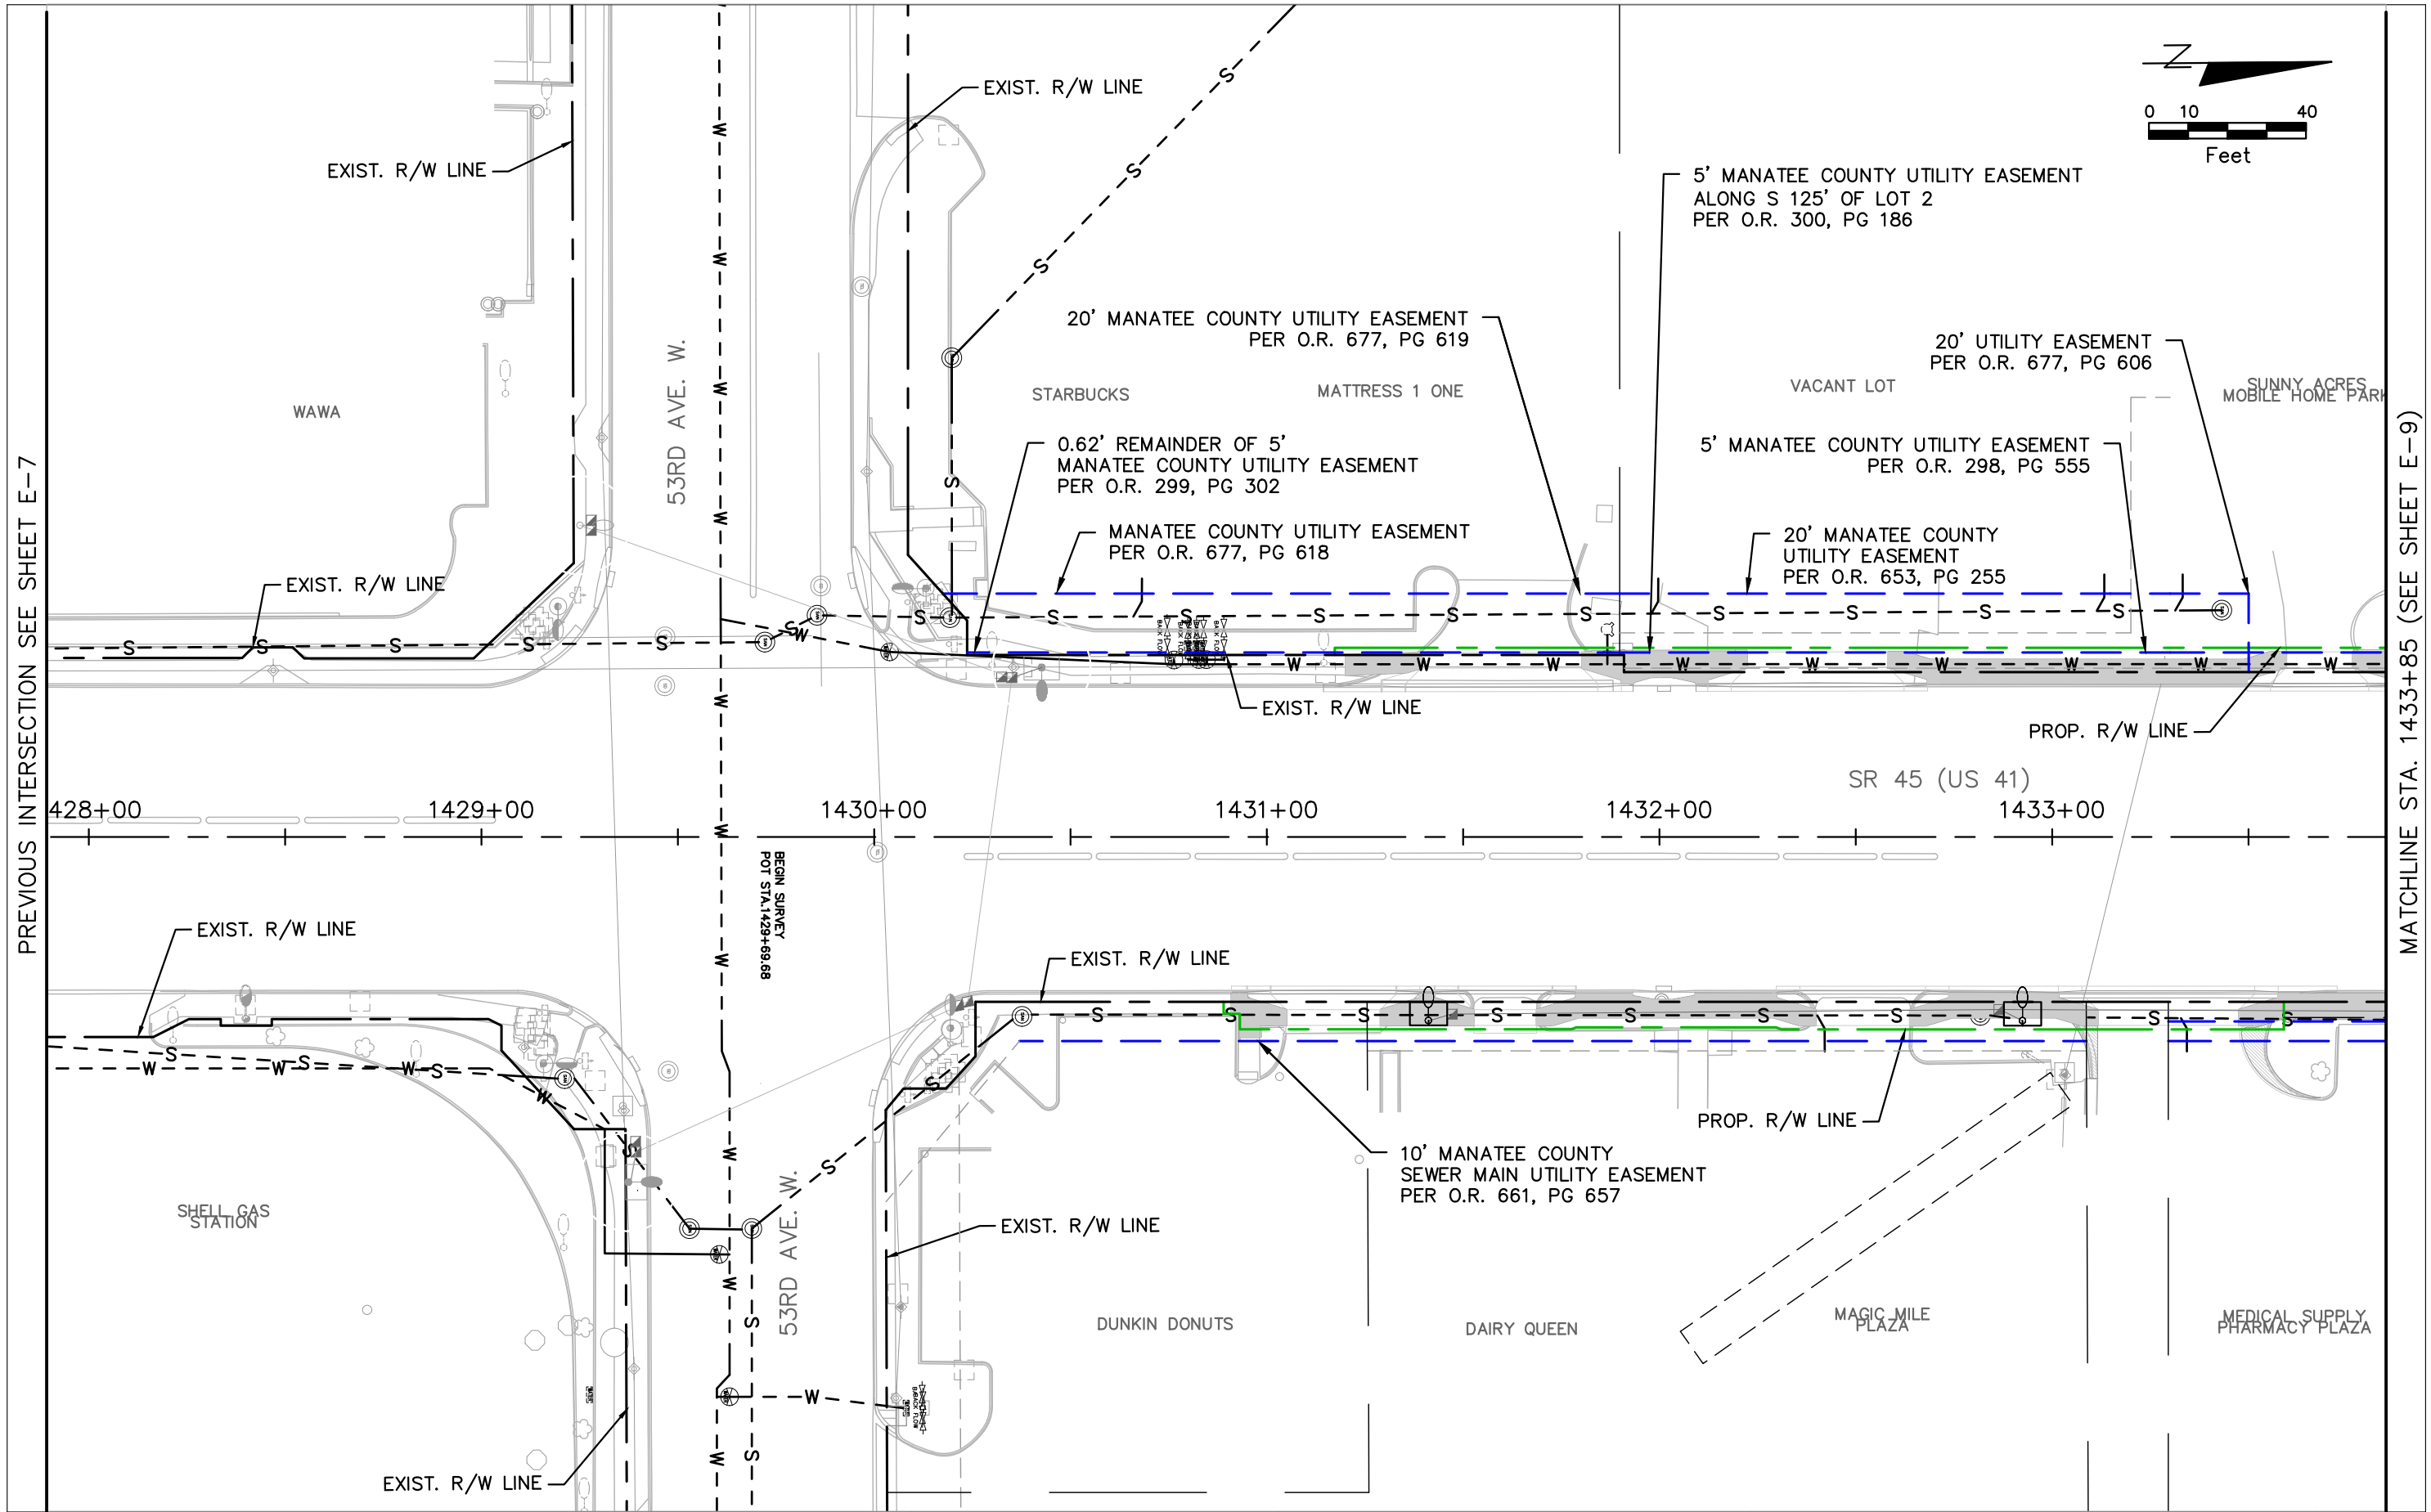 PREVIOUS INTERSECTION SEE SHEET E-7
MATCHLINE STA. 1433+85 (SEE SHEET E-9)
0 10 40
Feet
EXIST. R/W LINE
EXIST. R/W LINE
5' MANATEE COUNTY UTILITY EASEMENT
ALONG S 125' OF LOT 2
PER O.R. 300, PG 186
20' MANATEE COUNTY UTILITY EASEMENT
PER O.R. 677, PG 619
20' UTILITY EASEMENT
PER O.R. 677, PG 606
WAWA
53RD AVE. W.
STARBUCKS
MATTRESS 1 ONE
VACANT LOT
SUNNY ACRES
MOBILE HOME PARK
0.62' REMAINDER OF 5'
MANATEE COUNTY UTILITY EASEMENT
PER O.R. 299, PG 302
5' MANATEE COUNTY UTILITY EASEMENT
PER O.R. 298, PG 555
MANATEE COUNTY UTILITY EASEMENT
PER O.R. 677, PG 618
20' MANATEE COUNTY
UTILITY EASEMENT
PER O.R. 653, PG 255
EXIST. R/W LINE
EXIST. R/W LINE
PROP. R/W LINE
SR 45 (US 41)
428+00 1429+00 1430+00 1431+00 1432+00 1433+00
BEGIN SURVEY
POT STA.1429+69.68
EXIST. R/W LINE
EXIST. R/W LINE
PROP. R/W LINE
10' MANATEE COUNTY
SEWER MAIN UTILITY EASEMENT
PER O.R. 661, PG 657
SHELL GAS
STATION
53RD AVE. W.
EXIST. R/W LINE
DUNKIN DONUTS
DAIRY QUEEN
MAGIC MILE
PLAZA
MEDICAL SUPPLY
PHARMACY PLAZA
EXIST. R/W LINE